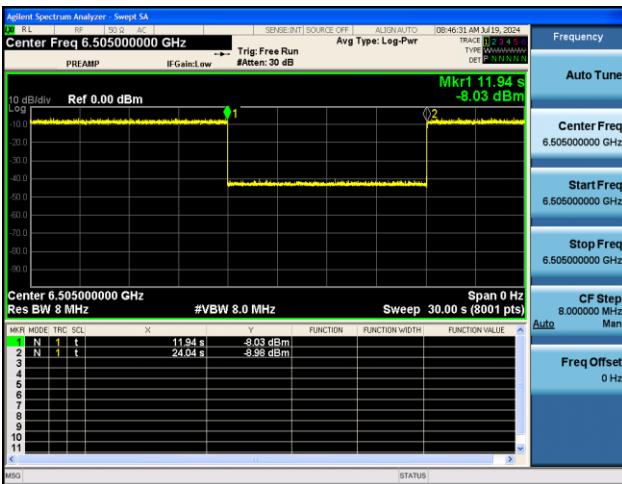 Agilent Spectrum Analyzer - Swept SA
RL RF 50 Ω AC SENSE:INT SOURCE OFF ALIGN AUTO 08:46:31 AM Jul 19, 2024
Center Freq 6.505000000 GHz Avg Type: Log-Pwr TRACE 1 2 3 4 5 6
Trig: Free Run TYPE
PREAMP IFGain:Low #Atten: 30 dB DET P N N N N N
Mkr1 11.94 s
10 dB/div Ref 0.00 dBm -8.03 dBm
Log
1 2
-10.0
-20.0
-30.0
-40.0
-50.0
-60.0
-70.0
-80.0
-90.0
Center 6.505000000 GHz Span 0 Hz
Res BW 8 MHz #VBW 8.0 MHz Sweep 30.00 s (8001 pts)
MKR MODE TRC SCL X Y FUNCTION FUNCTION WIDTH FUNCTION VALUE
1 N 1 t 11.94 s -8.03 dBm
2 N 1 t 24.04 s -8.98 dBm
3
4
5
6
7
8
9
10
11
MSG STATUS
Frequency
Auto Tune
Center Freq
6.505000000 GHz
Start Freq
6.505000000 GHz
Stop Freq
6.505000000 GHz
CF Step
8.000000 MHz
Auto Man
Freq Offset
0 Hz